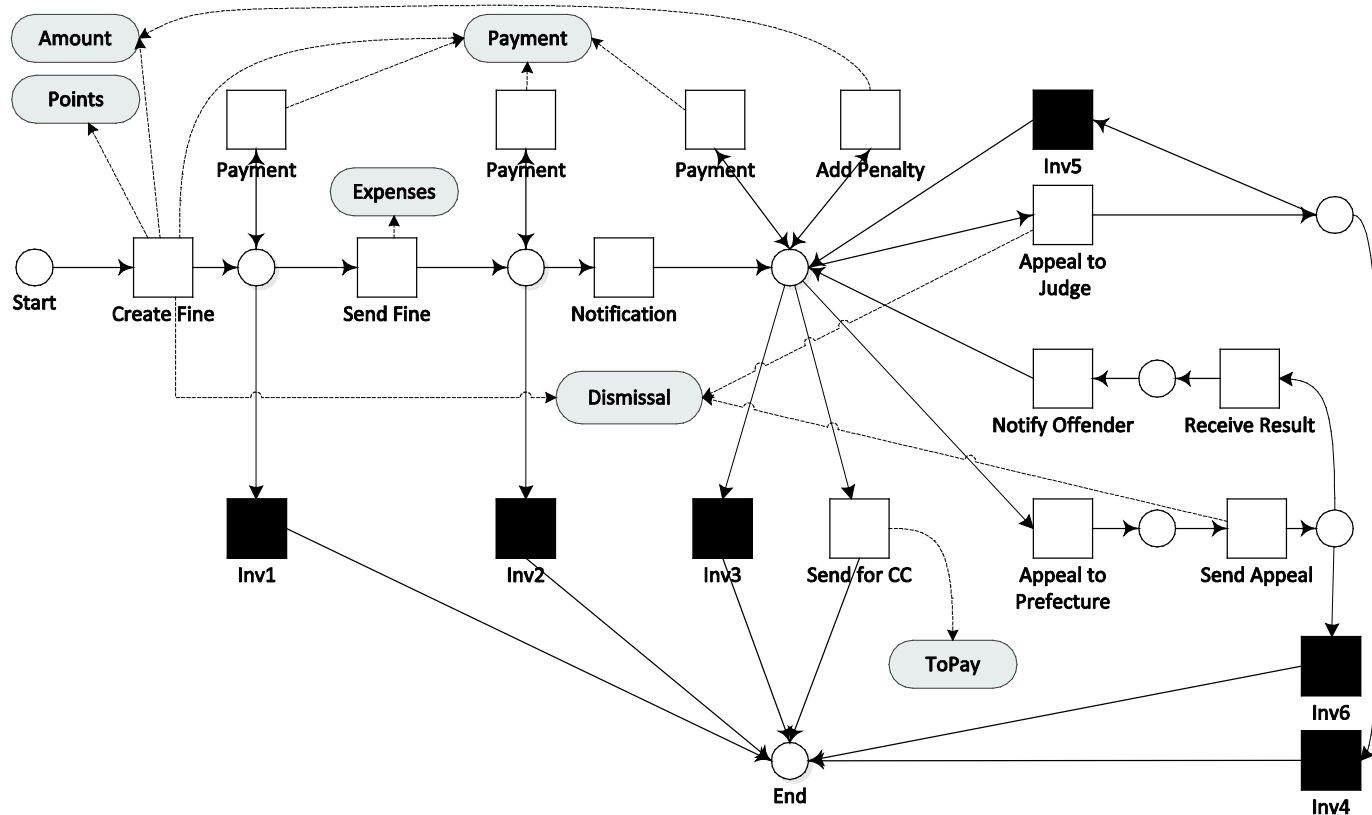 Amount
Payment
Points
Payment
Payment
Payment
Add Penalty
Inv5
Expenses
Start
Create Fine
Send Fine
Notification
Appeal to
Judge
Dismissal
Notify Offender
Receive Result
Inv1
Inv2
Inv3
Send for CC
Appeal to
Prefecture
Send Appeal
ToPay
Inv6
End
Inv4